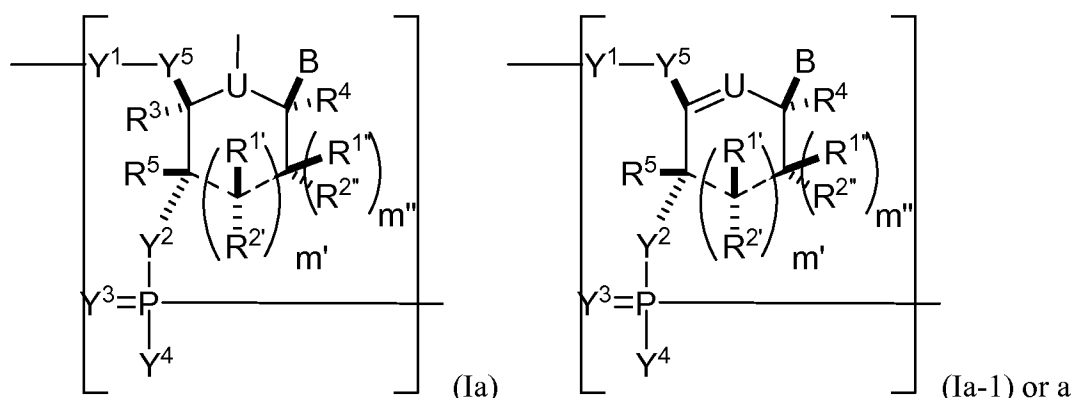 Y¹ Y⁵ U B Y¹ Y⁵ U B
R³ R⁴ R⁴
R⁵ R¹' R¹" R⁵ R¹' R¹"
R²" R²"
m" m"
Y² R²' m' Y² R²' m'
Y³=P Y³=P
Y⁴ (Ia) Y⁴ (Ia-1) or a